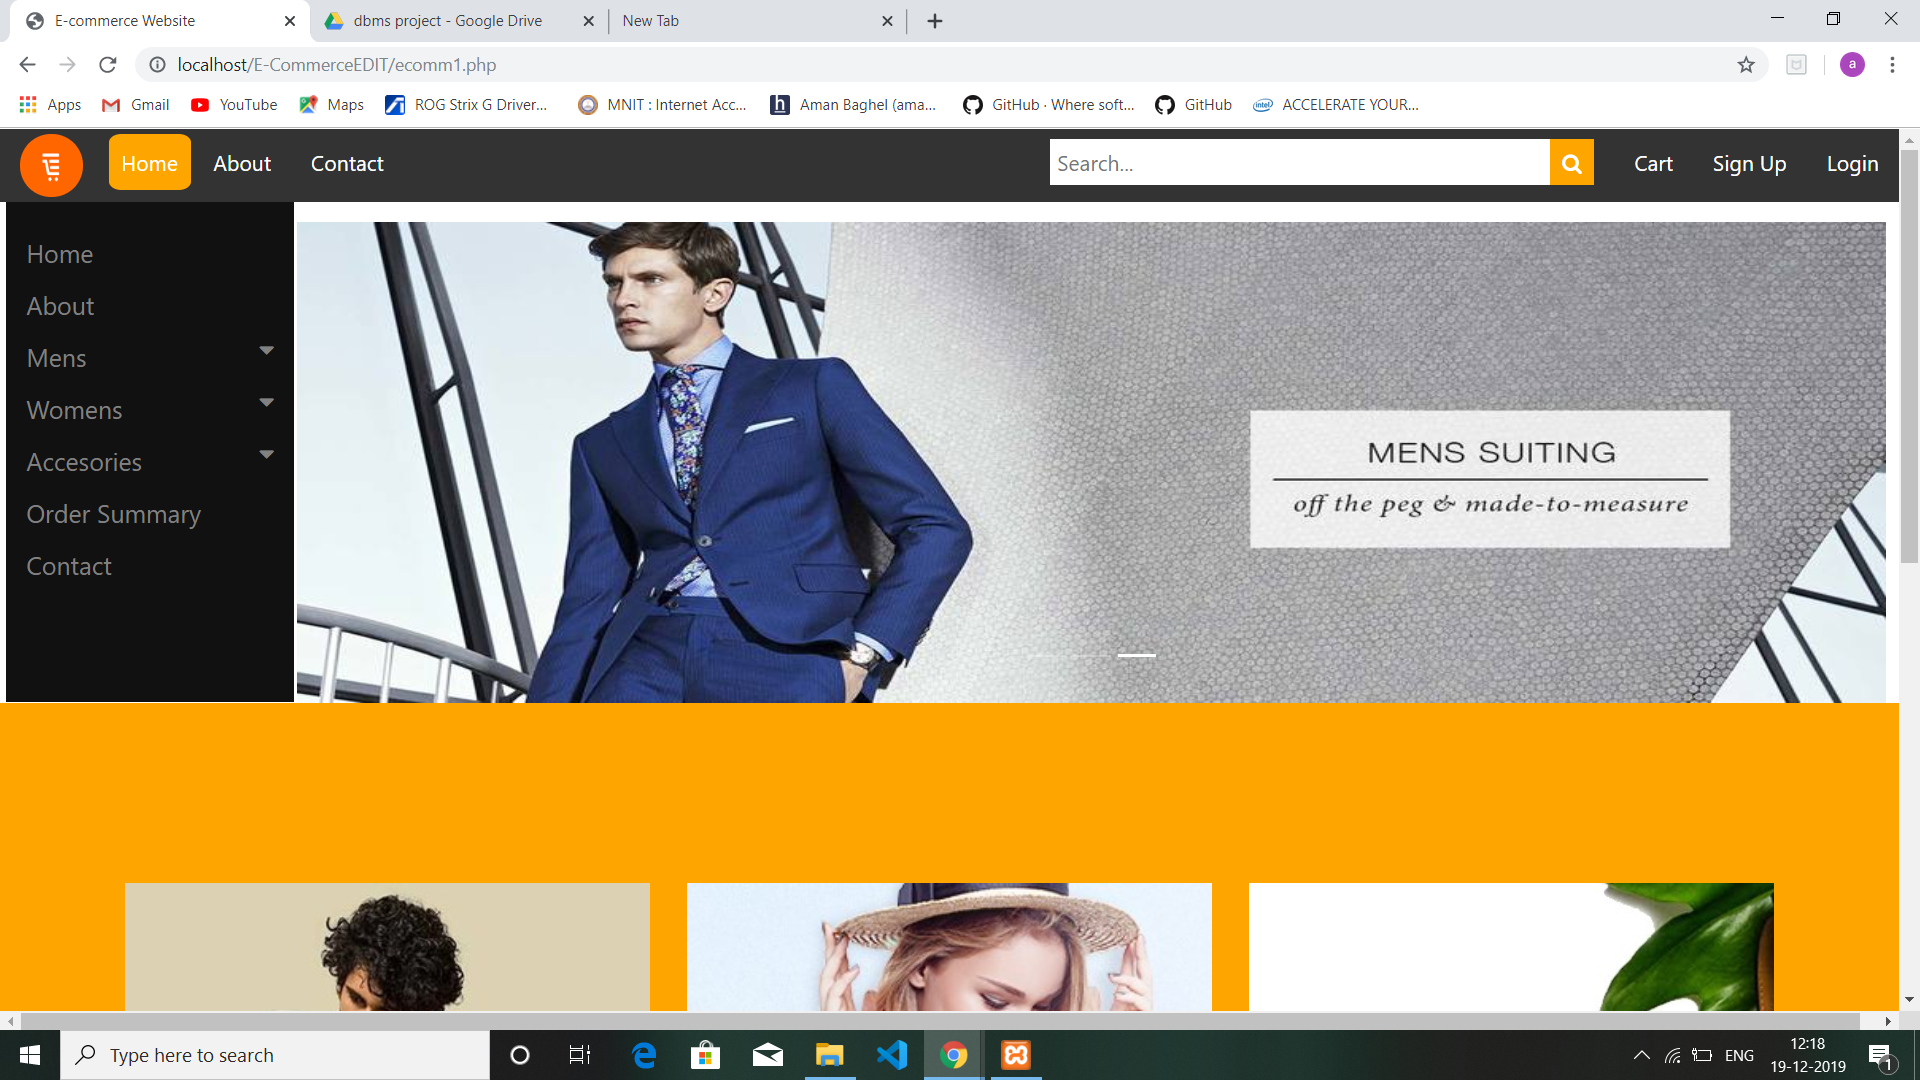 E-commerce Website
dbms project - Google Drive
New Tab
localhost/E-CommerceEDIT/ecomm1.php
a
Apps
Gmail
YouTube
Maps
ROG Strix G Driver...
MNIT : Internet Acc...
h
Aman Baghel (ama...
GitHub · Where soft...
GitHub
intel
ACCELERATE YOUR...
Home
About
Contact
Search...
Cart
Sign Up
Login
Home
About
Mens
Womens
Accesories
Order Summary
Contact
MENS SUITING
off the peg & made-to-measure
Type here to search
ENG
12:18
19-12-2019
1